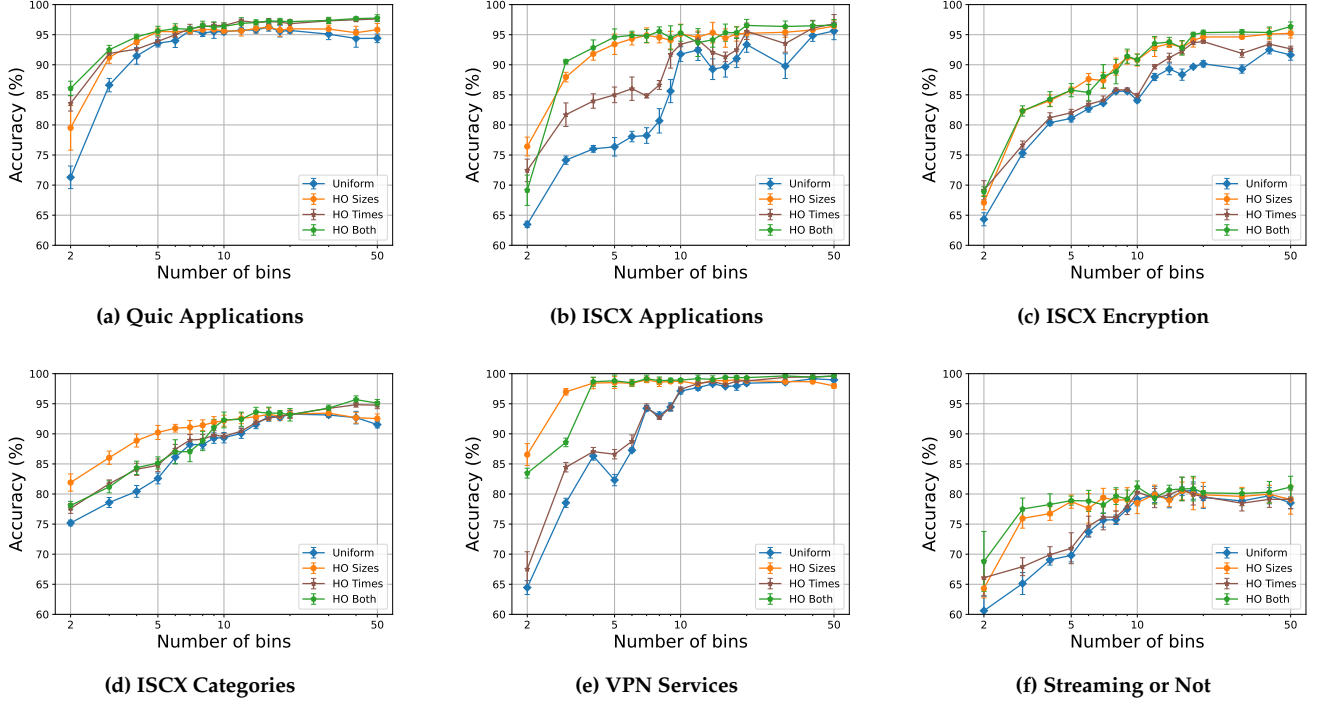 100
95
90
85
80
75
70
65
60
Accuracy (%)
2
5
10
50
Number of bins
Uniform
HO Sizes
HO Times
HO Both
(a) Quic Applications
100
95
90
85
80
75
70
65
60
Accuracy (%)
2
5
10
50
Number of bins
Uniform
HO Sizes
HO Times
HO Both
(b) ISCX Applications
100
95
90
85
80
75
70
65
60
Accuracy (%)
2
5
10
50
Number of bins
Uniform
HO Sizes
HO Times
HO Both
(c) ISCX Encryption
100
95
90
85
80
75
70
65
60
Accuracy (%)
2
5
10
50
Number of bins
Uniform
HO Sizes
HO Times
HO Both
(d) ISCX Categories
100
95
90
85
80
75
70
65
60
Accuracy (%)
2
5
10
50
Number of bins
Uniform
HO Sizes
HO Times
HO Both
(e) VPN Services
100
95
90
85
80
75
70
65
60
Accuracy (%)
2
5
10
50
Number of bins
Uniform
HO Sizes
HO Times
HO Both
(f) Streaming or Not